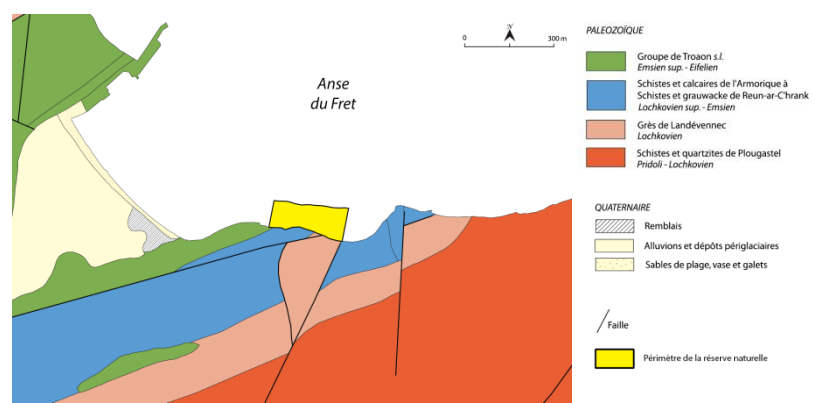 N
0
300 m
Anse
du Fret
PALEOZOÏQUE
Groupe de Troaon s.l.
Emsien sup. - Eifelien
Schistes et calcaires de l'Armorique à
Schistes et grauwacke de Reun-ar-C'hrank
Lochkovien sup. - Emsien
Grès de Landévennec
Lochkovien
Schistes et quartzites de Plougastel
Pridoli - Lochkovien
QUATERNAIRE
Remblais
Alluvions et dépôts périglaciaires
Sables de plage, vase et galets
Faille
Périmètre de la réserve naturelle